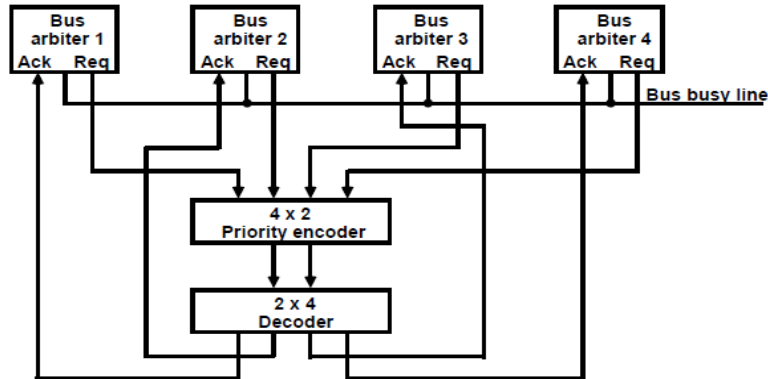 Bus
arbiter 1
Ack Req
Bus
arbiter 2
Ack Req
Bus
arbiter 3
Ack Req
Bus
arbiter 4
Ack Req
Bus busy line
4 x 2
Priority encoder
2 x 4
Decoder